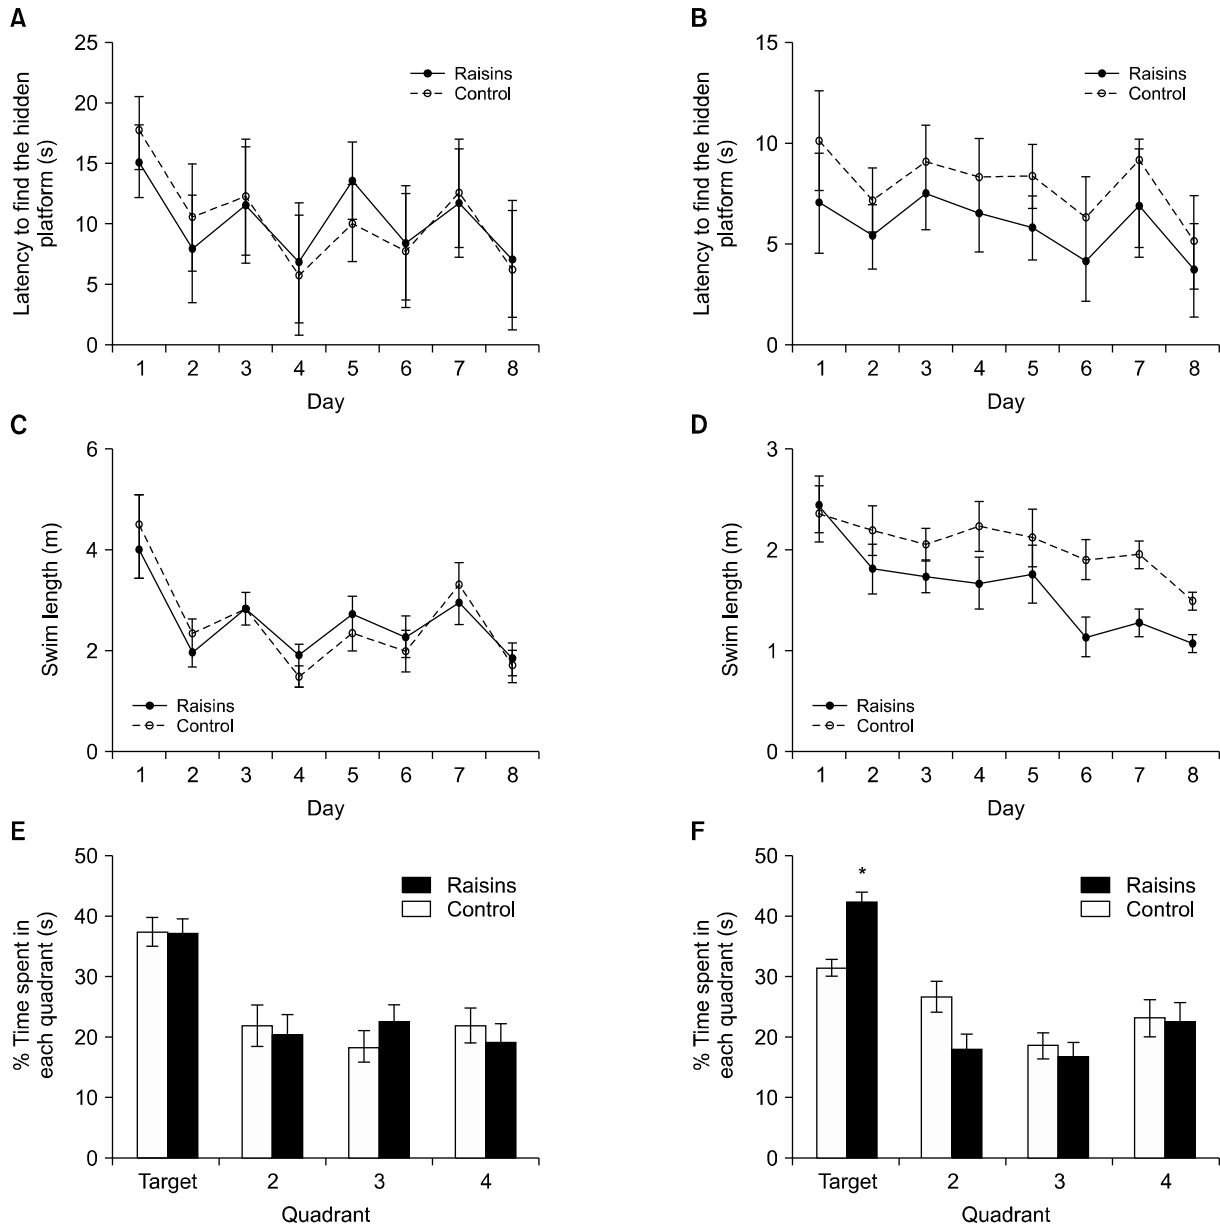 A
Latency to find the hidden
platform (s)
25
20
15
10
5
0
Raisins
Control
1 2 3 4 5 6 7 8
Day
B
Latency to find the hidden
platform (s)
15
10
5
0
Raisins
Control
1 2 3 4 5 6 7 8
Day
C
Swim length (m)
6
4
2
0
Raisins
Control
1 2 3 4 5 6 7 8
Day
D
Swim length (m)
3
2
1
0
Raisins
Control
1 2 3 4 5 6 7 8
Day
E
% Time spent in
each quadrant (s)
50
40
30
20
10
0
Raisins
Control
Target 2 3 4
Quadrant
F
% Time spent in
each quadrant (s)
50
40
30
20
10
0
*
Raisins
Control
Target 2 3 4
Quadrant